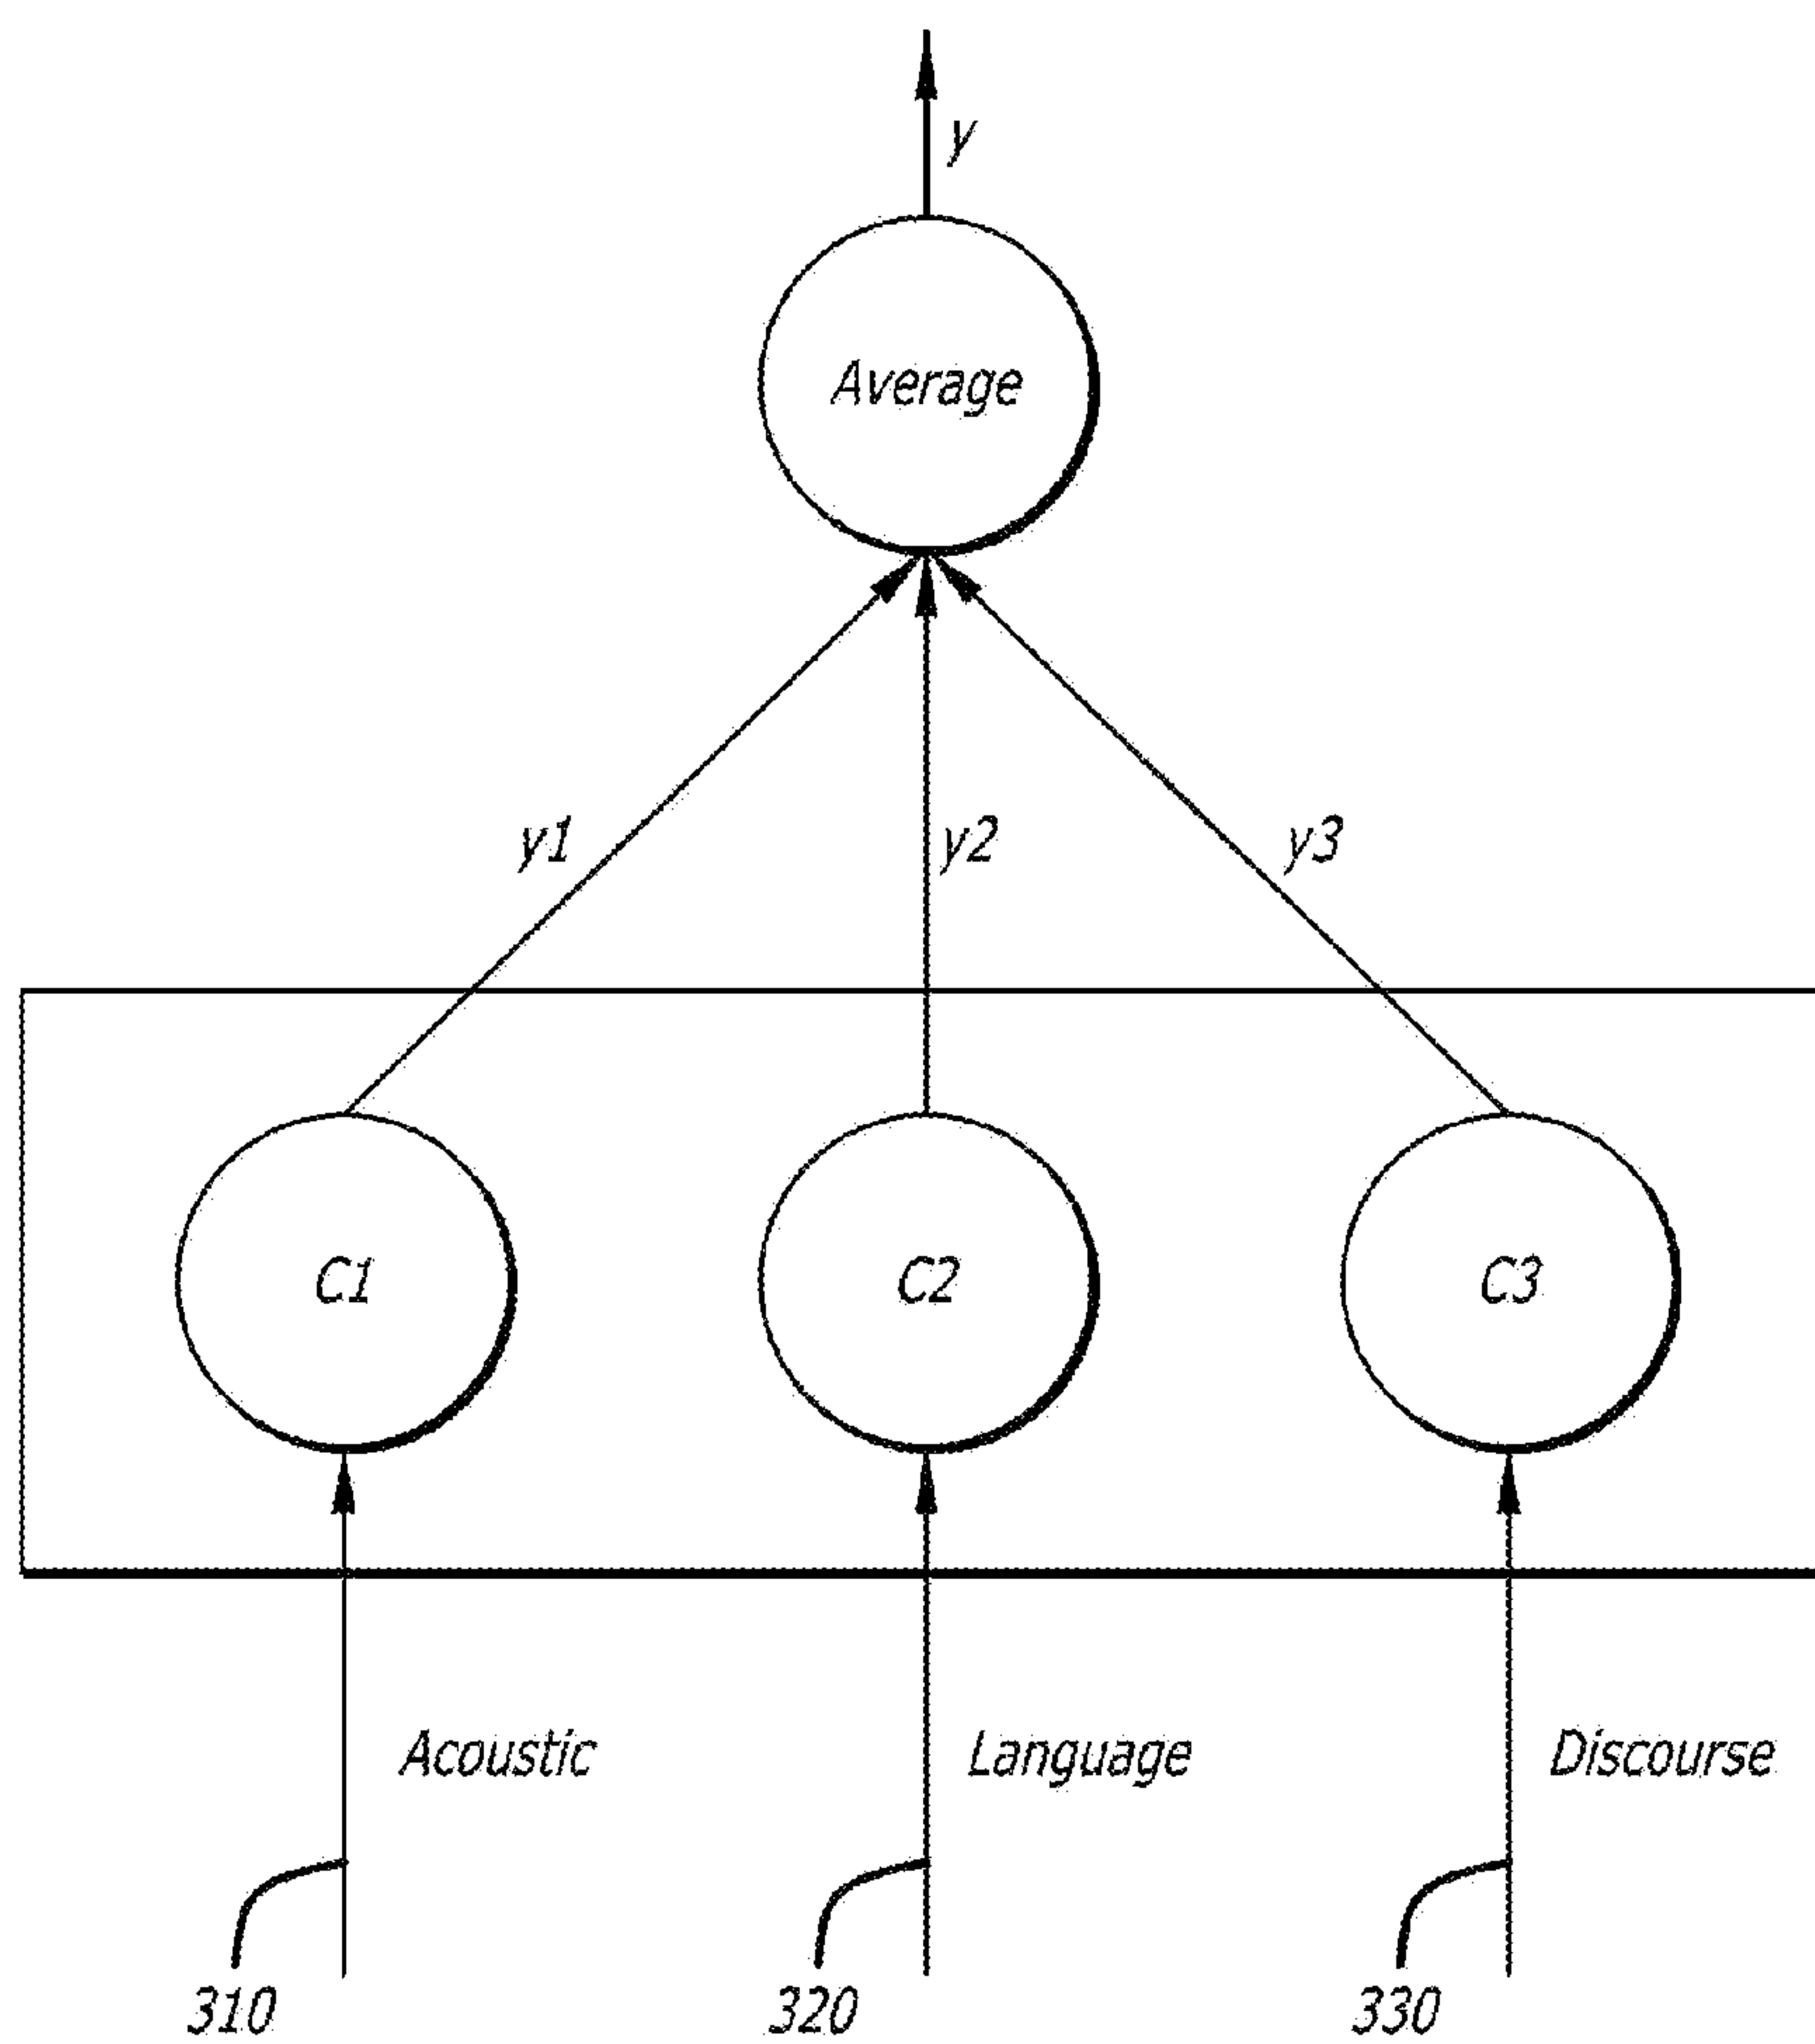 y
Average
y1 y2 y3
C1 C2 C3
Acoustic Language Discourse
310 320 330